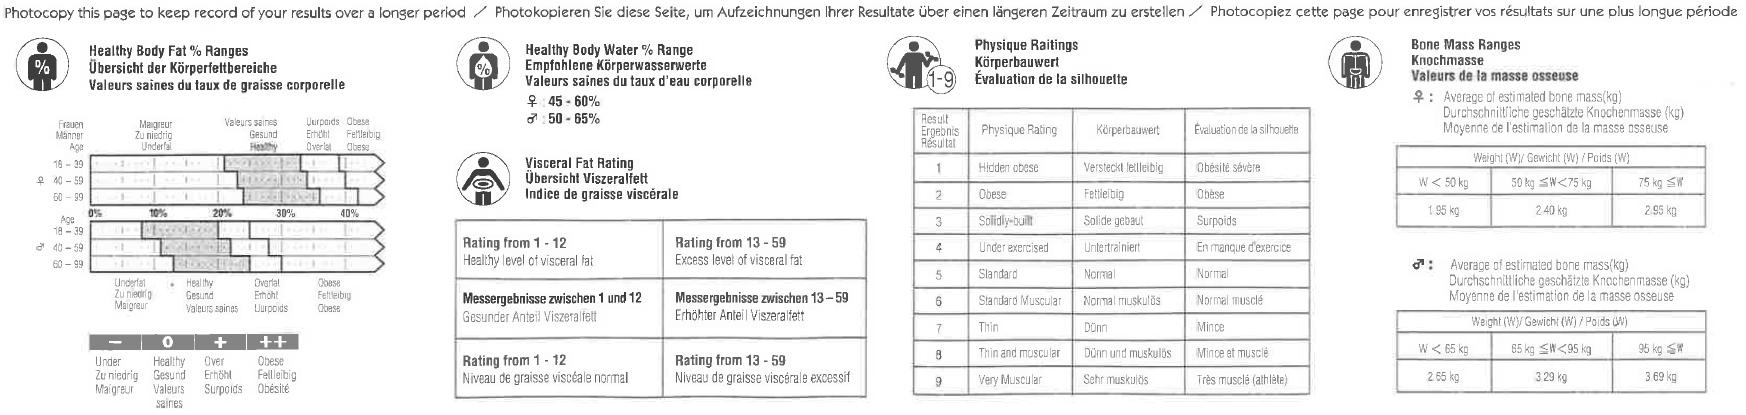 Photocopy this page to keep record of your results over a longer period / Photokopieren Sie diese Seite, um Aufzeichnungen Ihrer Resultate über einen längeren Zeitraum zu erstellen / Photocopiez cette page pour enregistrer vos résultats sur une plus longue période
%
Healthy Body Fat % Ranges
Übersicht der Körperfettbereiche
Valeurs saines du taux de graisse corporelle
Frauen
Männer
Age
Maigreur
Zu niedrig
Underfat
Valeurs saines
Gesund
Healthy
Uurpoids
Erhöht
Overfat
Obese
Fettleibig
Obese
♀
18 – 39
40 – 59
60 – 99
0% 10% 20% 30% 40%
Age
♂
18 – 39
40 – 59
60 – 99
Underfat
Zu niedrig
Maigreur
Healthy
Gesund
Valeurs saines
Overfat
Erhöht
Uurpoids
Obese
Fettleibig
Obese
– 0 + ++
Under
Zu niedrig
Maigreur
Healthy
Gesund
Valeurs
saines
Over
Erhöht
Surpoids
Obese
Fettleibig
Obésité
%
Healthy Body Water % Range
Empfohlene Körperwasserwerte
Valeurs saines du taux d'eau corporelle
♀ : 45 - 60%
♂ : 50 - 65%
Visceral Fat Rating
Übersicht Viszeralfett
Indice de graisse viscérale
Rating from 1 - 12
Healthy level of visceral fat
Rating from 13 - 59
Excess level of visceral fat
Messergebnisse zwischen 1 und 12
Gesunder Anteil Viszeralfett
Messergebnisse zwischen 13 – 59
Erhöhter Anteil Viszeralfett
Rating from 1 - 12
Niveau de graisse viscéale normal
Rating from 13 - 59
Niveau de graisse viscérale excessif
1-9
Physique Raitings
Körperbauwert
Évaluation de la silhouette
Result
Ergebnis
Résultat
Physique Rating Körperbauwert Évaluation de la silhouette
1 Hidden obese Versteckt fettleibig Obésité sévère
2 Obese Fettleibig Obèse
3 Solidly-built Solide gebaut Surpoids
4 Under exercised Untertrainiert En manque d'exercice
5 Standard Normal Normal
6 Standard Muscular Normal muskulös Normal musclé
7 Thin Dünn Mince
8 Thin and muscular Dünn und muskulös Mince et musclé
9 Very Muscular Sehr muskulös Très musclé (athlète)
Bone Mass Ranges
Knochmasse
Valeurs de la masse osseuse
♀ : Average of estimated bone mass(kg)
Durchschnittliche geschätzte Knochenmasse (kg)
Moyenne de l'estimation de la masse osseuse
Weight (W)/ Gewicht (W) / Poids (W)
W < 50 kg 50 kg ≦W<75 kg 75 kg ≦W
1.95 kg 2.40 kg 2.95 kg
♂ : Average of estimated bone mass(kg)
Durchschnittliche geschätzte Knochenmasse (kg)
Moyenne de l'estimation de la masse osseuse
Weight (W)/ Gewicht (W) / Poids (W)
W < 65 kg 65 kg ≦W<95 kg 95 kg ≦W
2.65 kg 3.29 kg 3.69 kg